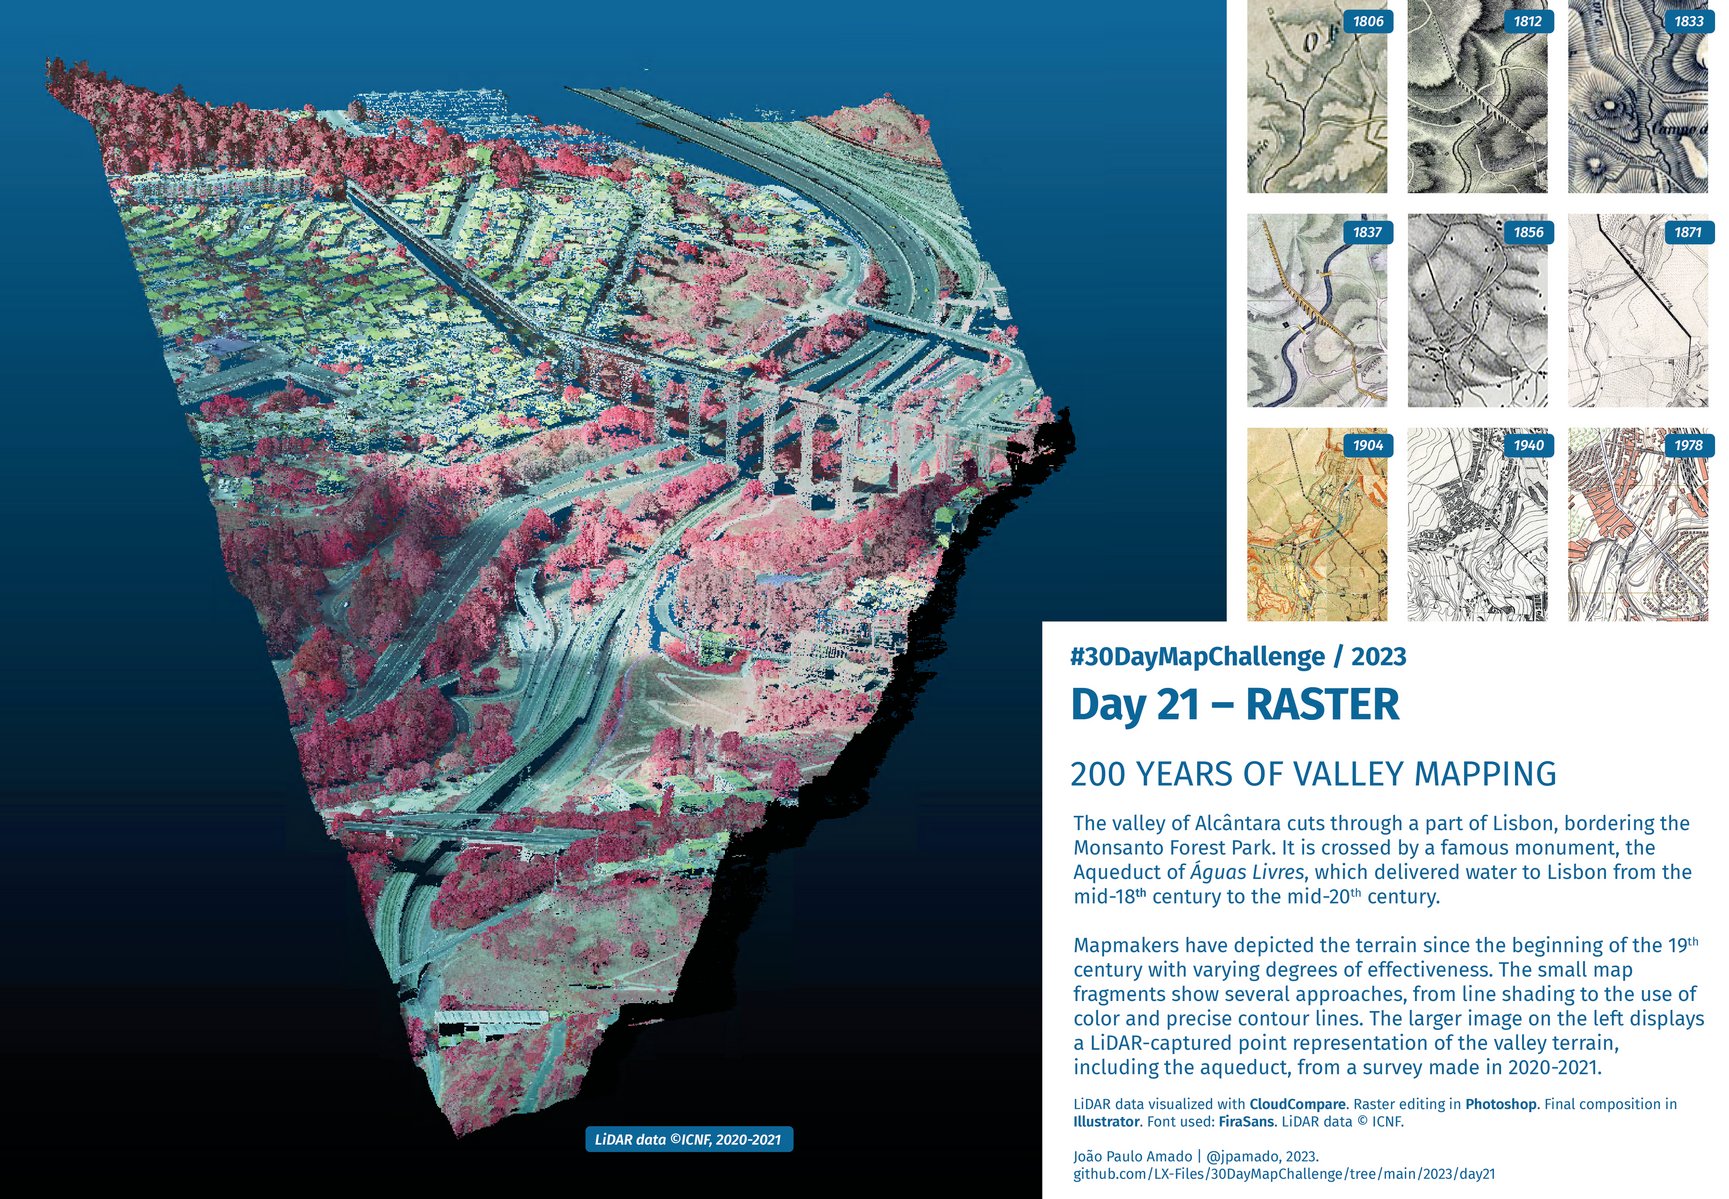 1806
1812
1833
Campo d
1837
1856
1871
1904
1940
1978
#30DayMapChallenge / 2023
Day 21 – RASTER
200 YEARS OF VALLEY MAPPING
The valley of Alcântara cuts through a part of Lisbon, bordering the
Monsanto Forest Park. It is crossed by a famous monument, the
Aqueduct of Águas Livres, which delivered water to Lisbon from the
mid-18th century to the mid-20th century.
Mapmakers have depicted the terrain since the beginning of the 19th
century with varying degrees of effectiveness. The small map
fragments show several approaches, from line shading to the use of
color and precise contour lines. The larger image on the left displays
a LiDAR-captured point representation of the valley terrain,
including the aqueduct, from a survey made in 2020-2021.
LiDAR data visualized with CloudCompare. Raster editing in Photoshop. Final composition in
Illustrator. Font used: FiraSans. LiDAR data © ICNF.
João Paulo Amado | @jpamado, 2023.
github.com/LX-Files/30DayMapChallenge/tree/main/2023/day21
LiDAR data ©ICNF, 2020-2021